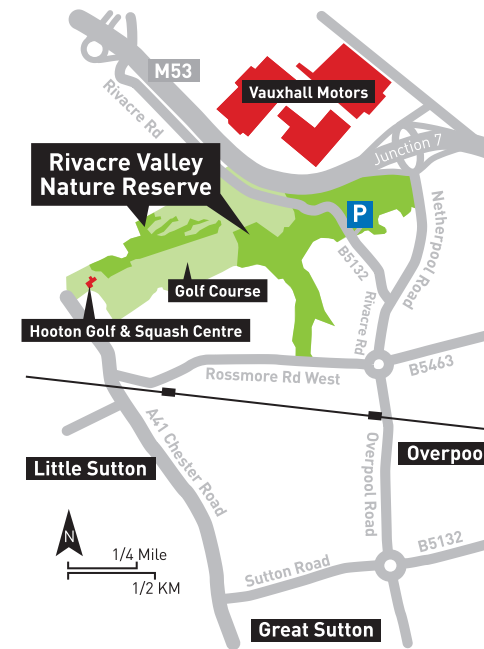 M53
Vauxhall Motors
Rivacre Rd
Junction 7
Rivacre Valley
Nature Reserve
P
Netherpool Road
B5132
Golf Course
Rivacre Rd
Hooton Golf & Squash Centre
B5463
Rossmore Rd West
A41 Chester Road
Overpool Road
Overpoo
Little Sutton
N
1/4 Mile
1/2 KM
B5132
Sutton Road
Great Sutton